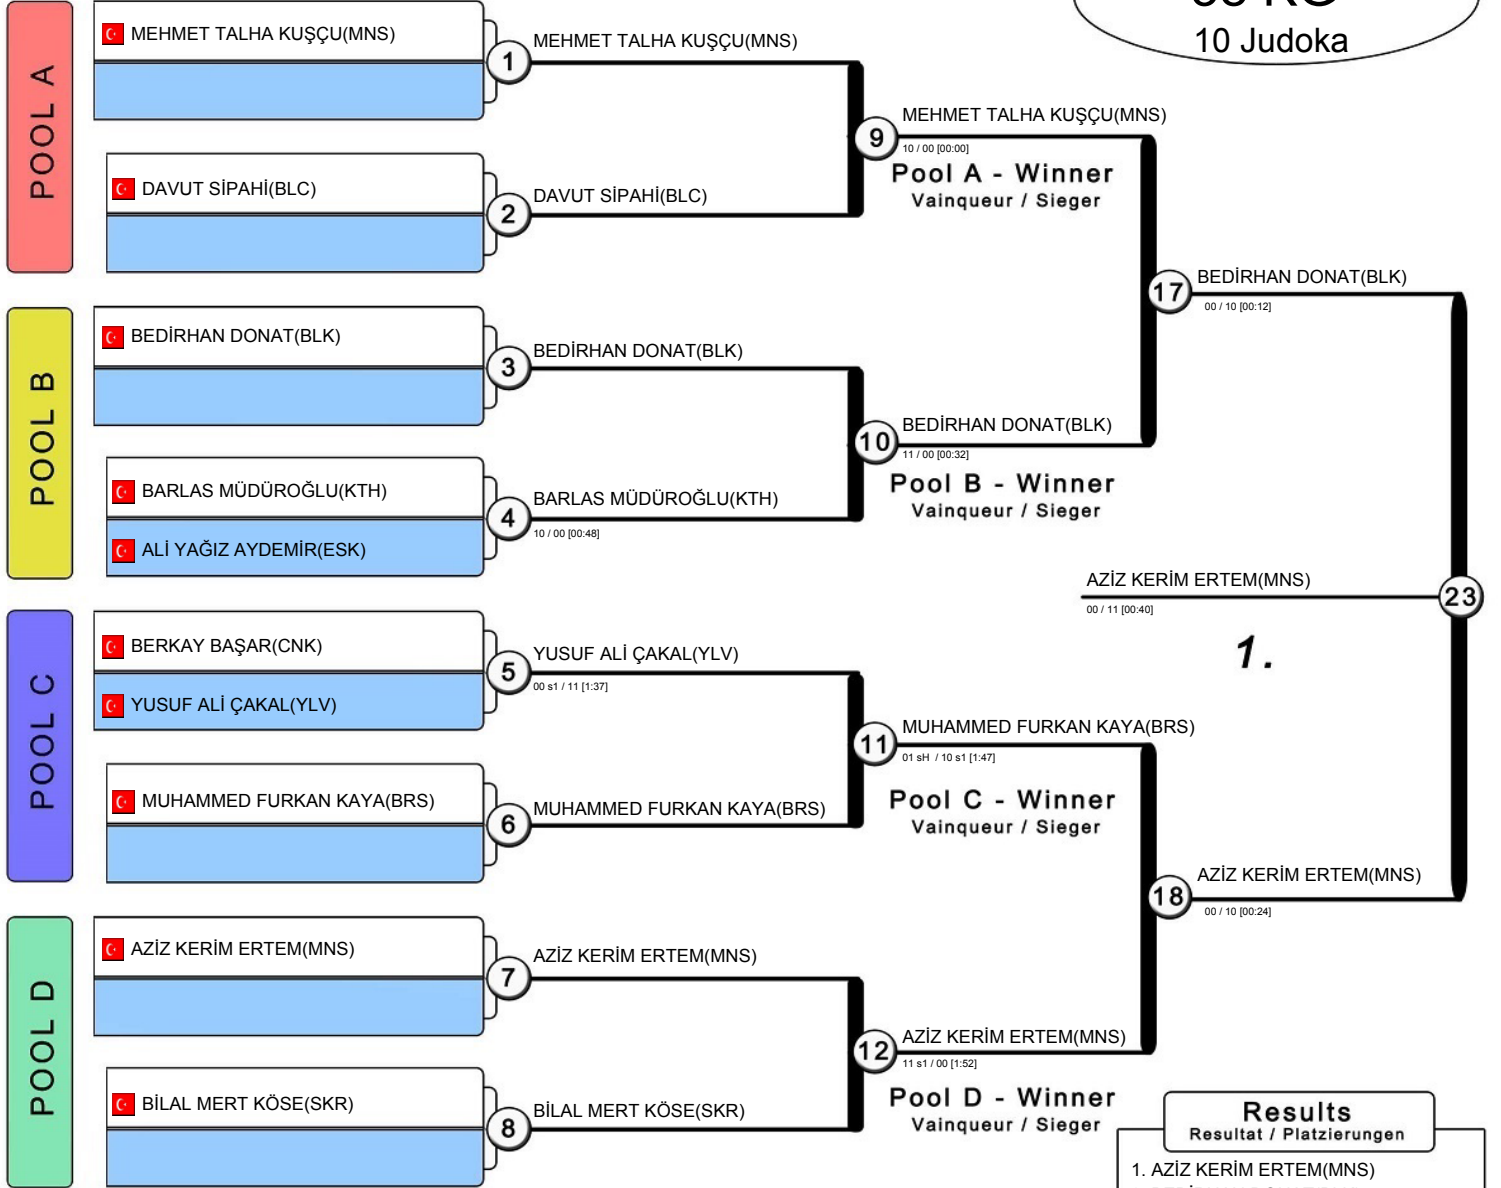 10 Judoka
POOL A
MEHMET TALHA KUŞÇU(MNS)
1
MEHMET TALHA KUŞÇU(MNS)
DAVUT SİPAHİ(BLC)
2
DAVUT SİPAHİ(BLC)
9
MEHMET TALHA KUŞÇU(MNS)
10 / 00 [00:00]
Pool A - Winner
Vainqueur / Sieger
POOL B
BEDİRHAN DONAT(BLK)
3
BEDİRHAN DONAT(BLK)
BARLAS MÜDÜROĞLU(KTH)
ALİ YAĞIZ AYDEMİR(ESK)
4
BARLAS MÜDÜROĞLU(KTH)
10 / 00 [00:48]
10
BEDİRHAN DONAT(BLK)
11 / 00 [00:32]
Pool B - Winner
Vainqueur / Sieger
17
BEDİRHAN DONAT(BLK)
00 / 10 [00:12]
POOL C
BERKAY BAŞAR(CNK)
YUSUF ALİ ÇAKAL(YLV)
5
YUSUF ALİ ÇAKAL(YLV)
00 s1 / 11 [1:37]
MUHAMMED FURKAN KAYA(BRS)
6
MUHAMMED FURKAN KAYA(BRS)
11
MUHAMMED FURKAN KAYA(BRS)
01 sH / 10 s1 [1:47]
Pool C - Winner
Vainqueur / Sieger
POOL D
AZİZ KERİM ERTEM(MNS)
7
AZİZ KERİM ERTEM(MNS)
BİLAL MERT KÖSE(SKR)
8
BİLAL MERT KÖSE(SKR)
12
AZİZ KERİM ERTEM(MNS)
11 s1 / 00 [1:52]
Pool D - Winner
Vainqueur / Sieger
18
AZİZ KERİM ERTEM(MNS)
00 / 10 [00:24]
AZİZ KERİM ERTEM(MNS)
00 / 11 [00:40]
23
1.
Results
Resultat / Platzierungen
1. AZİZ KERİM ERTEM(MNS)